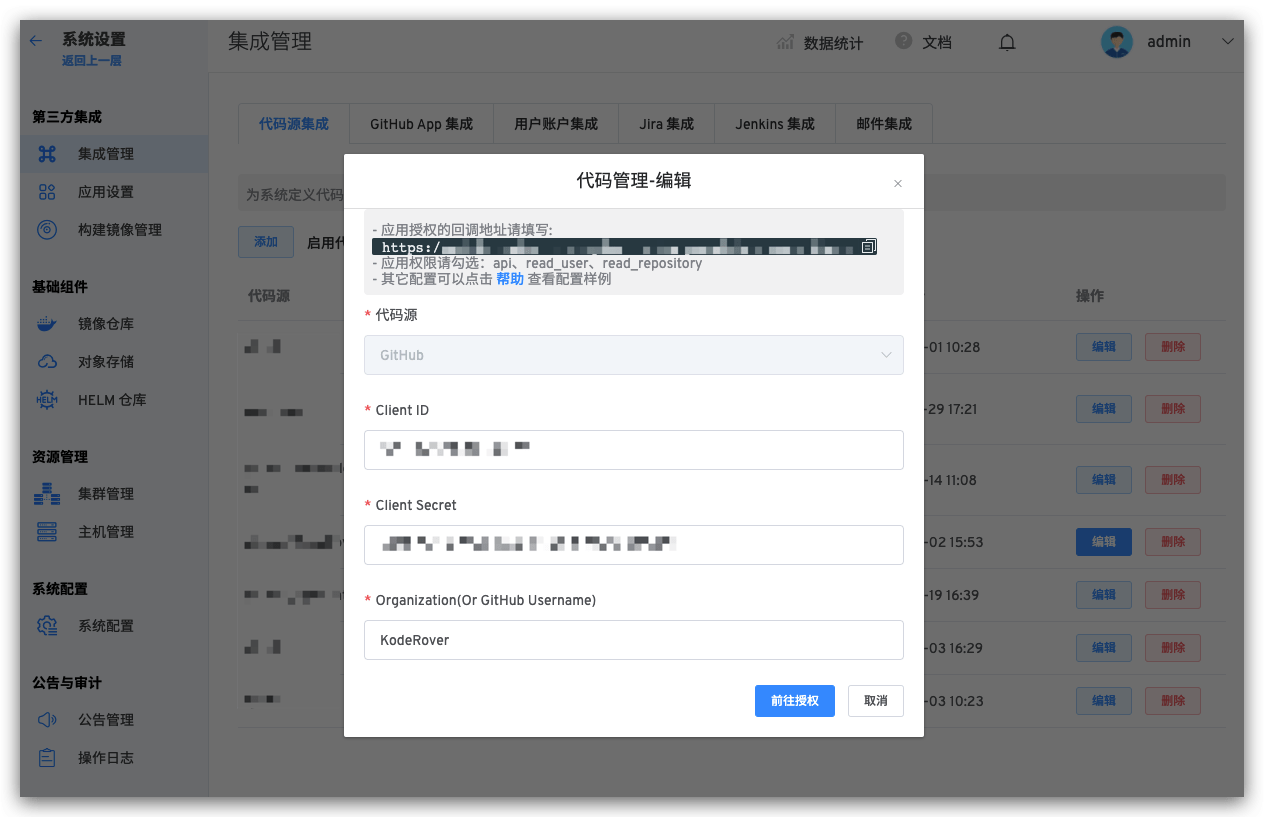 系统设置
返回上一层
集成管理
数据统计
文档
admin
第三方集成
集成管理
应用设置
构建镜像管理
基础组件
镜像仓库
对象存储
HELM 仓库
资源管理
集群管理
主机管理
系统配置
系统配置
公告与审计
公告管理
操作日志
代码源集成
GitHub App 集成
用户账户集成
Jira 集成
Jenkins 集成
邮件集成
为系统定义代码
添加
启用代
代码源
操作
-01 10:28
编辑
删除
-29 17:21
编辑
删除
-14 11:08
编辑
删除
-02 15:53
编辑
删除
-19 16:39
编辑
删除
-03 16:29
编辑
删除
-03 10:23
编辑
删除
代码管理-编辑
- 应用授权的回调地址请填写:
https:/
- 应用权限请勾选：api、read_user、read_repository
- 其它配置可以点击 帮助 查看配置样例
* 代码源
GitHub
* Client ID
* Client Secret
* Organization(Or GitHub Username)
KodeRover
前往授权
取消